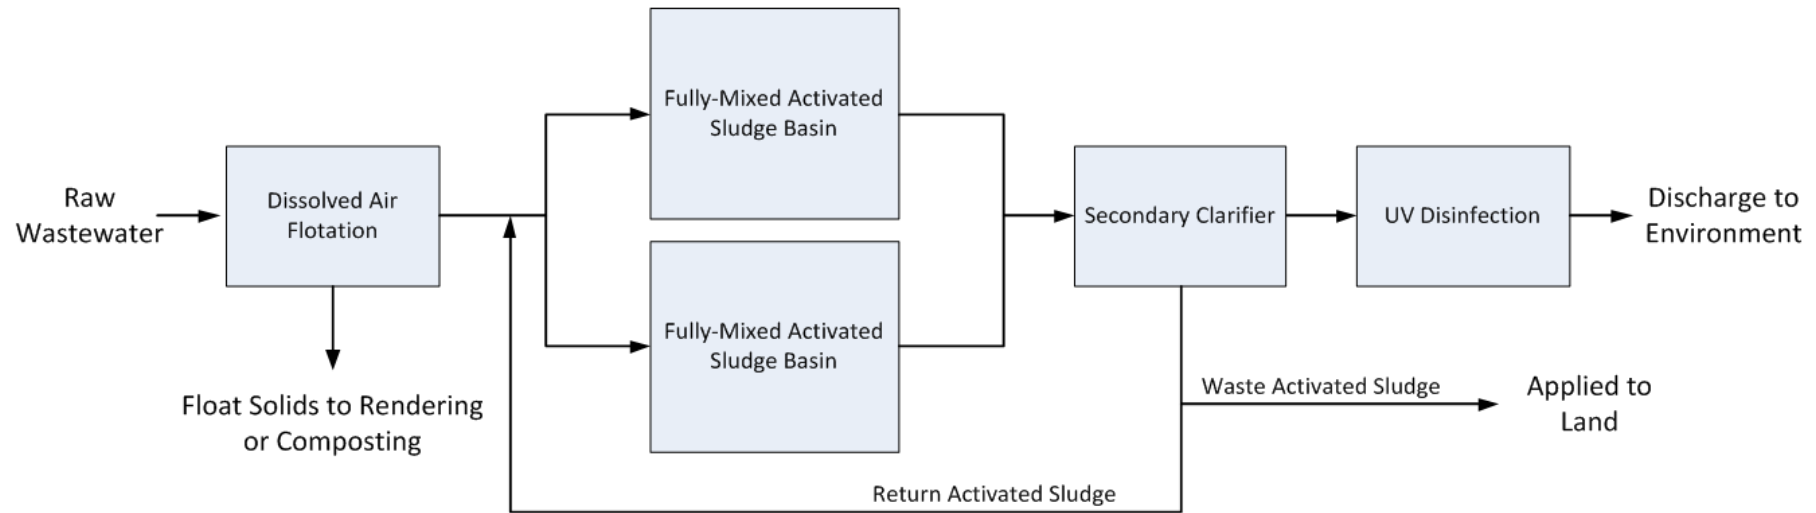 Raw
Wastewater
Dissolved Air
Flotation
Float Solids to Rendering
or Composting
Fully-Mixed Activated
Sludge Basin
Fully-Mixed Activated
Sludge Basin
Secondary Clarifier
UV Disinfection
Discharge to
Environment
Waste Activated Sludge
Applied to
Land
Return Activated Sludge